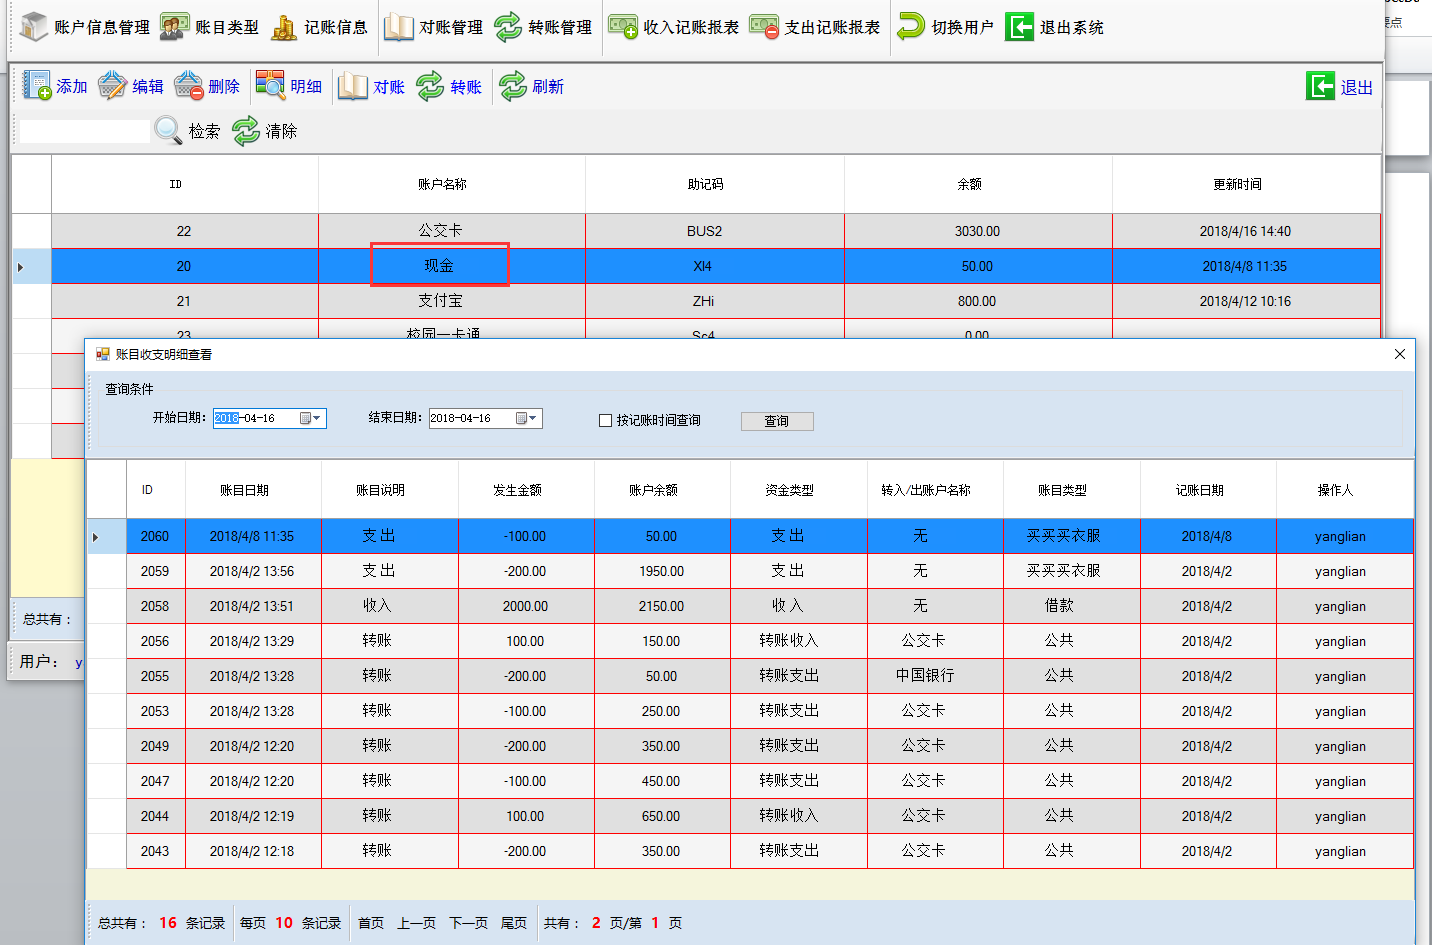 账户信息管理 账目类型 记账信息 对账管理 转账管理 收入记账报表 支出记账报表 切换用户 退出系统
要点
添加 编辑 删除 明细 对账 转账 刷新 退出
检索 清除
ID 账户名称 助记码 余额 更新时间
22 公交卡 BUS2 3030.00 2018/4/16 14:40
20 现金 XI4 50.00 2018/4/8 11:35
21 支付宝 ZHi 800.00 2018/4/12 10:16
23 校园一卡通 Sc4 0.00
账目收支明细查看
查询条件
开始日期: 2018-04-16 结束日期: 2018-04-16 按记账时间查询 查询
ID 账目日期 账目说明 发生金额 账户余额 资金类型 转入/出账户名称 账目类型 记账日期 操作人
2060 2018/4/8 11:35 支出 -100.00 50.00 支出 无 买买买衣服 2018/4/8 yanglian
2059 2018/4/2 13:56 支出 -200.00 1950.00 支出 无 买买买衣服 2018/4/2 yanglian
2058 2018/4/2 13:51 收入 2000.00 2150.00 收入 无 借款 2018/4/2 yanglian
2056 2018/4/2 13:29 转账 100.00 150.00 转账收入 公交卡 公共 2018/4/2 yanglian
2055 2018/4/2 13:28 转账 -200.00 50.00 转账支出 中国银行 公共 2018/4/2 yanglian
2053 2018/4/2 13:28 转账 -100.00 250.00 转账支出 公交卡 公共 2018/4/2 yanglian
2049 2018/4/2 12:20 转账 -200.00 350.00 转账支出 公交卡 公共 2018/4/2 yanglian
2047 2018/4/2 12:20 转账 -100.00 450.00 转账支出 公交卡 公共 2018/4/2 yanglian
2044 2018/4/2 12:19 转账 100.00 650.00 转账收入 公交卡 公共 2018/4/2 yanglian
2043 2018/4/2 12:18 转账 -200.00 350.00 转账支出 公交卡 公共 2018/4/2 yanglian
总共有:
用户: y
总共有: 16 条记录 每页 10 条记录 首页 上一页 下一页 尾页 共有: 2 页/第 1 页